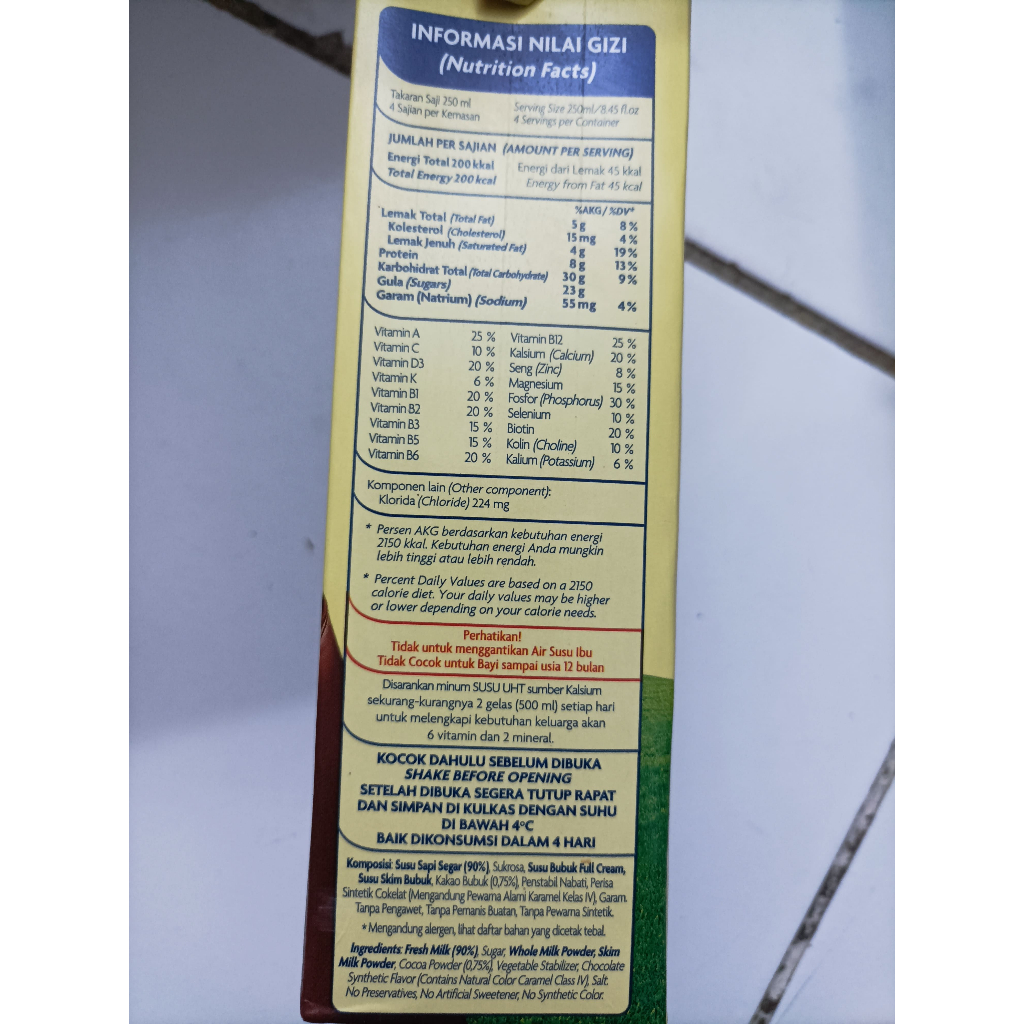 INFORMASI NILAI GIZI
(Nutrition Facts)
Takaran Saji 250 ml Serving Size 250ml/8.45 fl.oz
4 Sajian per Kemasan 4 Servings per Container
JUMLAH PER SAJIAN (AMOUNT PER SERVING)
Energi Total 200 kkal Energi dari Lemak 45 kkal
Total Energy 200 kcal Energy from Fat 45 kcal
%AKG/%DV*
Lemak Total (Total Fat) 5 g 8 %
Kolesterol (Cholesterol) 15 mg 4 %
Lemak Jenuh (Saturated Fat) 4 g 19 %
Protein 8 g 13 %
Karbohidrat Total (Total Carbohydrate) 30 g 9 %
Gula (Sugars) 23 g
Garam (Natrium) (Sodium) 55 mg 4 %
Vitamin A 25 % Vitamin B12 25 %
Vitamin C 10 % Kalsium (Calcium) 20 %
Vitamin D3 20 % Seng (Zinc) 8 %
Vitamin K 6 % Magnesium 15 %
Vitamin B1 20 % Fosfor (Phosphorus) 30 %
Vitamin B2 20 % Selenium 10 %
Vitamin B3 15 % Biotin 20 %
Vitamin B5 15 % Kolin (Choline) 10 %
Vitamin B6 20 % Kalium (Potassium) 6 %
Komponen lain (Other component):
Klorida (Chloride) 224 mg
* Persen AKG berdasarkan kebutuhan energi
2150 kkal. Kebutuhan energi Anda mungkin
lebih tinggi atau lebih rendah.
* Percent Daily Values are based on a 2150
calorie diet. Your daily values may be higher
or lower depending on your calorie needs.
Perhatikan!
Tidak untuk menggantikan Air Susu Ibu
Tidak Cocok untuk Bayi sampai usia 12 bulan
Disarankan minum SUSU UHT sumber Kalsium
sekurang-kurangnya 2 gelas (500 ml) setiap hari
untuk melengkapi kebutuhan keluarga akan
6 vitamin dan 2 mineral.
KOCOK DAHULU SEBELUM DIBUKA
SHAKE BEFORE OPENING
SETELAH DIBUKA SEGERA TUTUP RAPAT
DAN SIMPAN DI KULKAS DENGAN SUHU
DI BAWAH 4°C
BAIK DIKONSUMSI DALAM 4 HARI
Komposisi: Susu Sapi Segar (90%), Sukrosa, Susu Bubuk Full Cream,
Susu Skim Bubuk, Kakao Bubuk (0,75%), Penstabil Nabati, Perisa
Sintetik Cokelat (Mengandung Pewarna Alami Karamel Kelas IV), Garam.
Tanpa Pengawet, Tanpa Pemanis Buatan, Tanpa Pewarna Sintetik.
* Mengandung alergen, lihat daftar bahan yang dicetak tebal.
Ingredients: Fresh Milk (90%), Sugar, Whole Milk Powder, Skim
Milk Powder, Cocoa Powder (0,75%), Vegetable Stabilizer, Chocolate
Synthetic Flavor (Contains Natural Color Caramel Class IV), Salt.
No Preservatives, No Artificial Sweetener, No Synthetic Color.